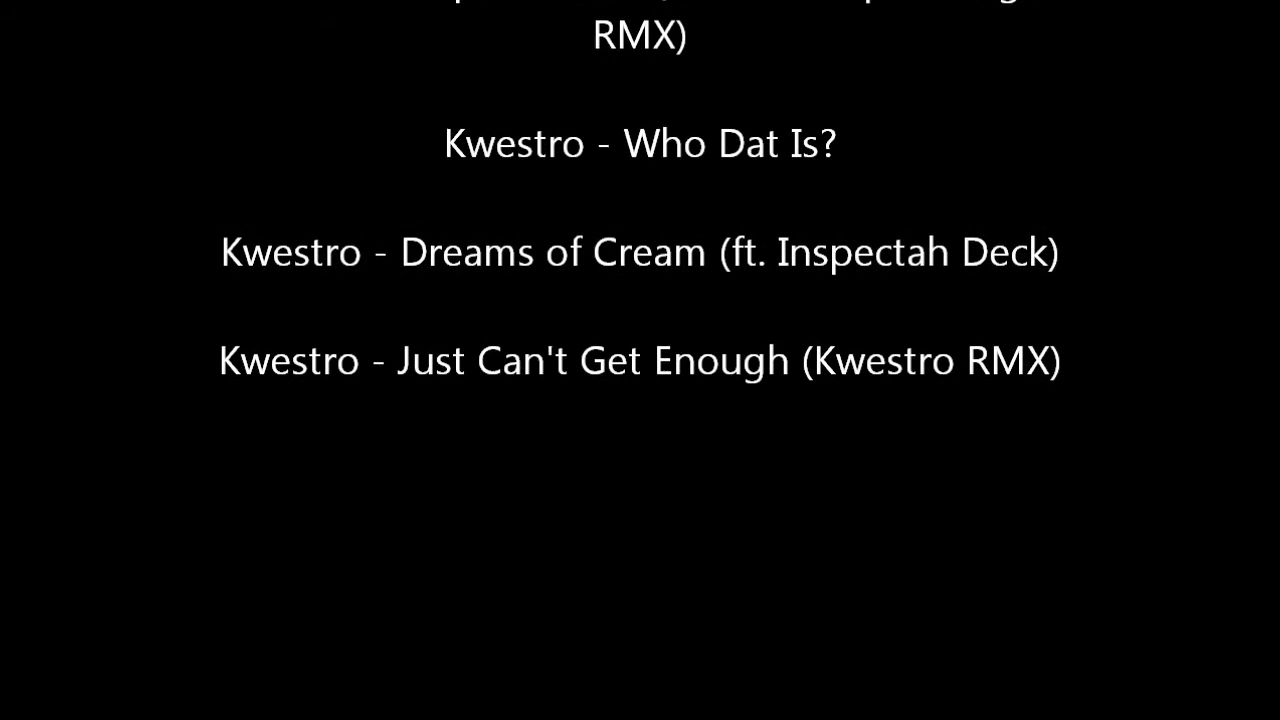 RMX)
Kwestro - Who Dat Is?
Kwestro - Dreams of Cream (ft. Inspectah Deck)
Kwestro - Just Can't Get Enough (Kwestro RMX)